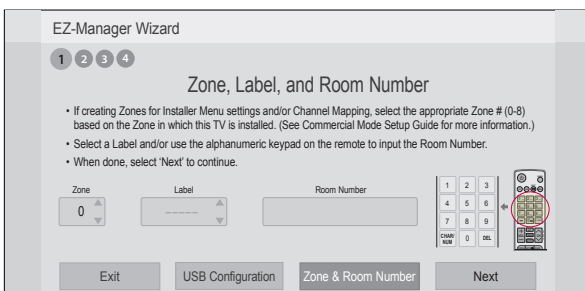 EZ-Manager Wizard
1 2 3 4
Zone, Label, and Room Number
• If creating Zones for Installer Menu settings and/or Channel Mapping, select the appropriate Zone # (0-8)
based on the Zone in which this TV is installed. (See Commercial Mode Setup Guide for more information.)
• Select a Label and/or use the alphanumeric keypad on the remote to input the Room Number.
• When done, select ‘Next’ to continue.
Zone Label Room Number
0 -----
1 2 3
4 5 6
7 8 9
CHAR/
NUM 0 DEL
Exit USB Configuration Zone & Room Number Next